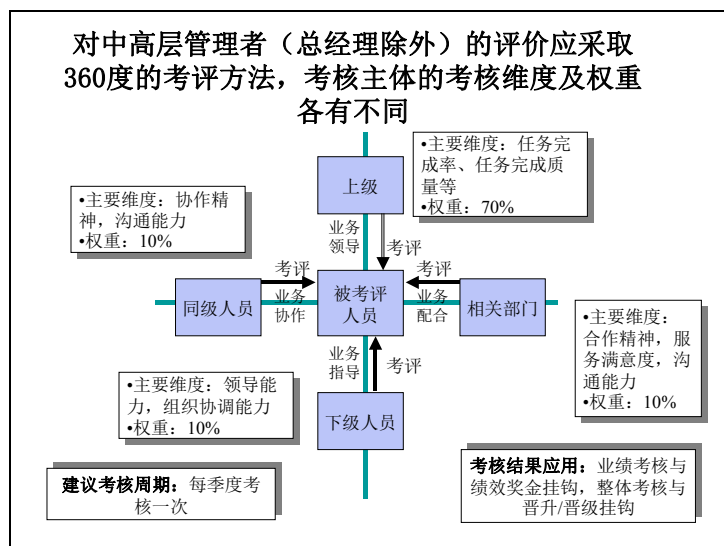 对中高层管理者（总经理除外）的评价应采取
360度的考评方法，考核主体的考核维度及权重
各有不同
•主要维度：任务完
成率、任务完成质
量等
•权重：70%
上级
•主要维度：协作精
神，沟通能力
•权重：10%
业务
领导
考评
考评
考评
同级人员
业务
协作
被考评
人员
业务
配合
相关部门
•主要维度：
合作精神，服
务满意度，沟
通能力
•权重：10%
业务
指导
考评
•主要维度：领导能
力，组织协调能力
•权重：10%
下级人员
建议考核周期：每季度考
核一次
考核结果应用：业绩考核与
绩效奖金挂钩，整体考核与
晋升/晋级挂钩